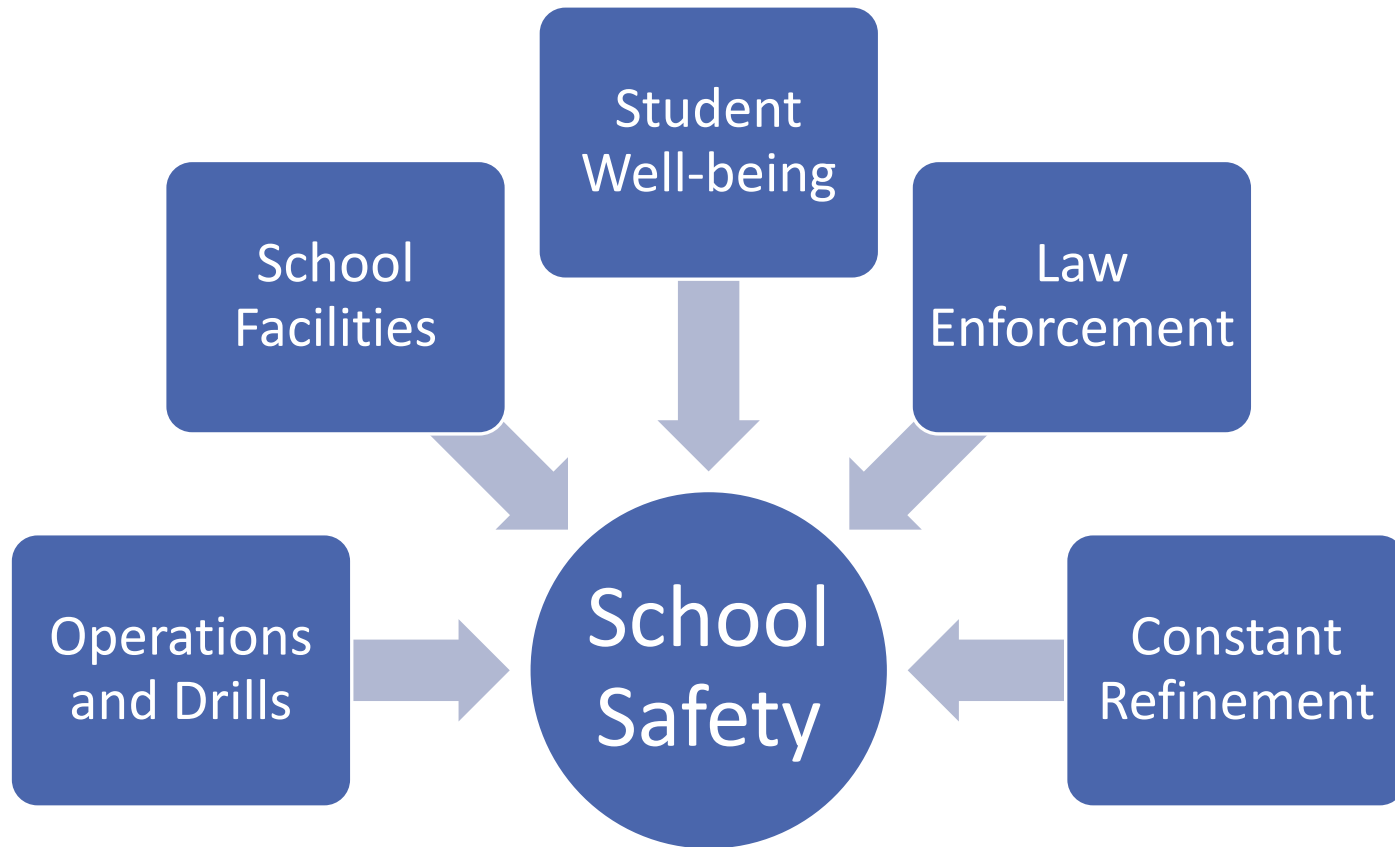 Student
Well-being
School
Facilities
Law
Enforcement
Operations
and Drills
School
Safety
Constant
Refinement